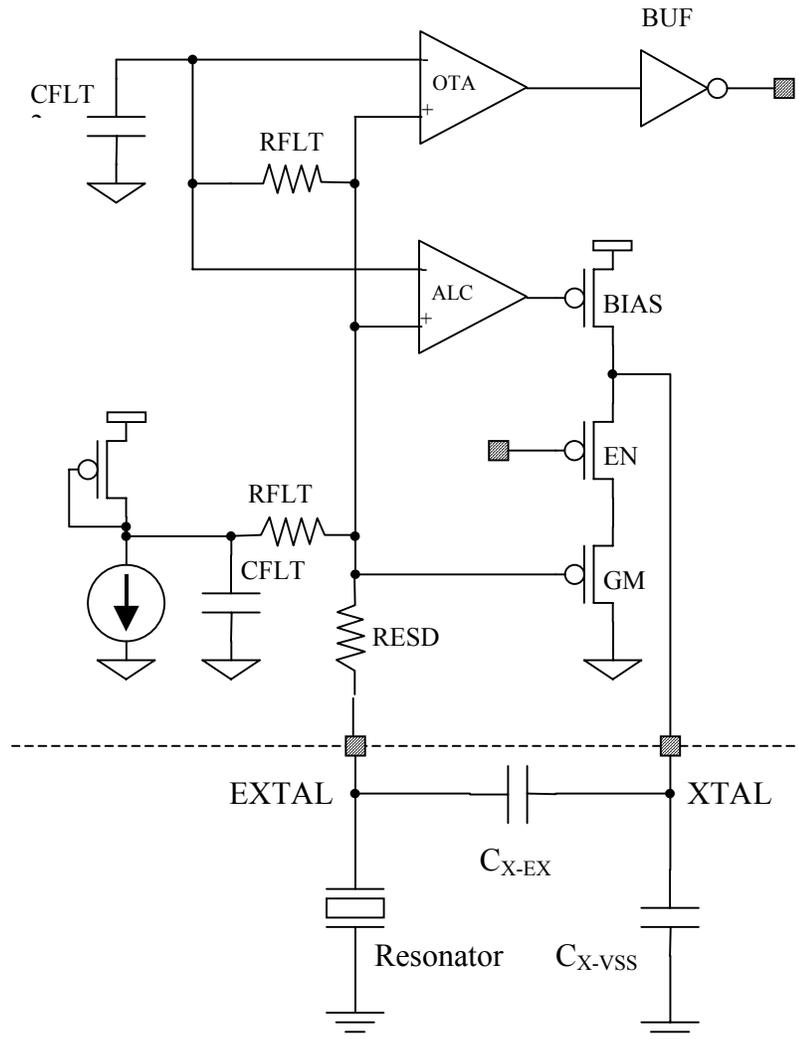 BUF
CFLT
OTA
-
+
RFLT
-
ALC
+
BIAS
EN
RFLT
CFLT
GM
RESD
EXTAL
XTAL
CX-EX
Resonator
CX-VSS